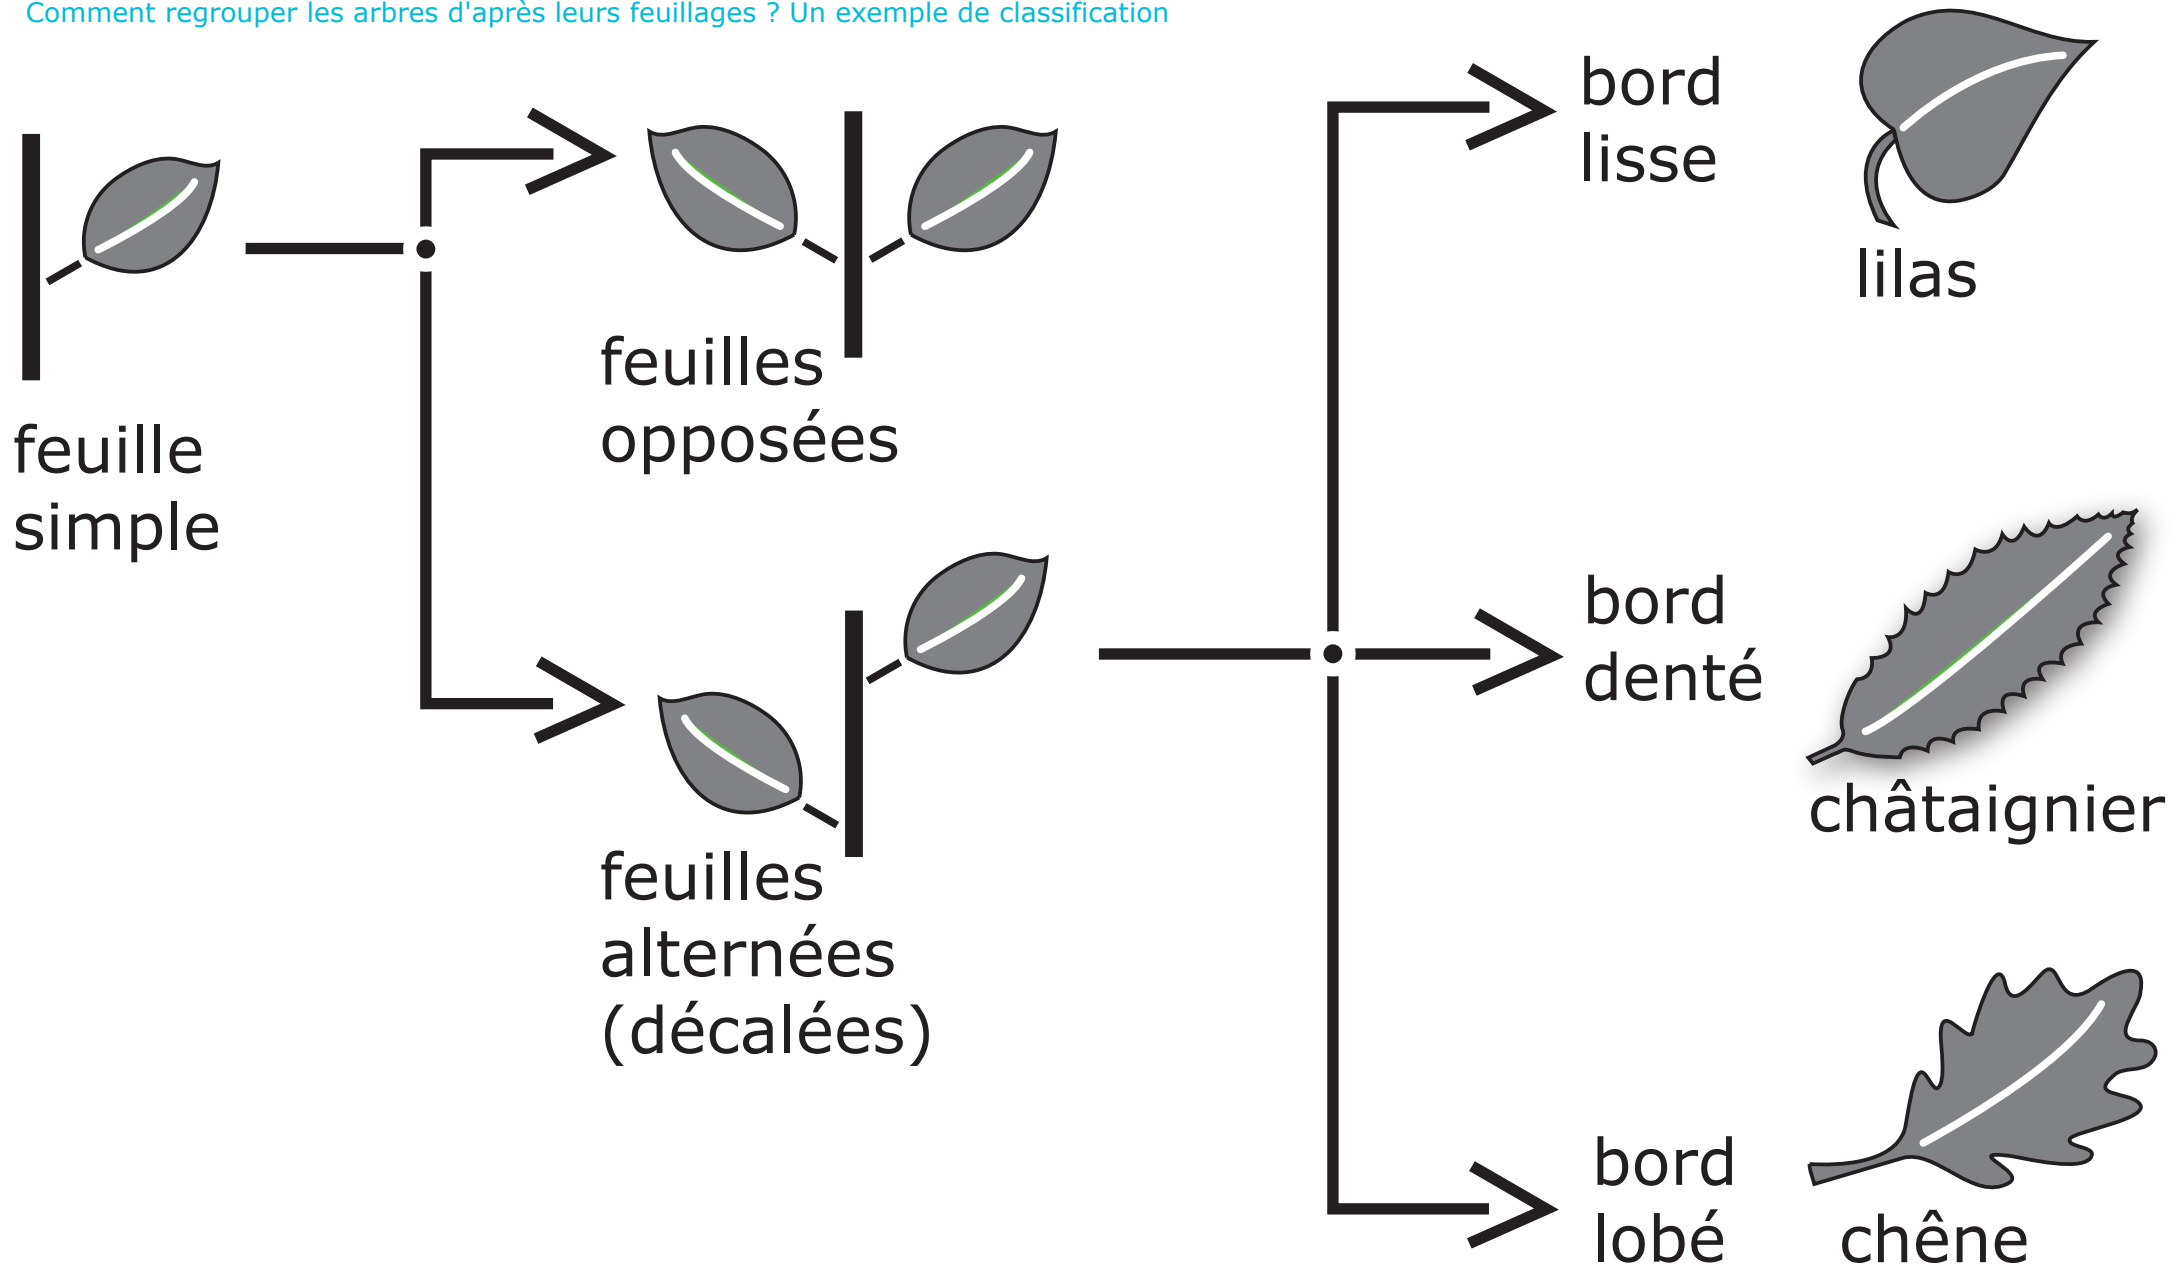 Comment regrouper les arbres d'après leurs feuillages ? Un exemple de classification
feuille
simple
feuilles
opposées
feuilles
alternées
(décalées)
bord
lisse
lilas
bord
denté
châtaignier
bord
lobé
chêne